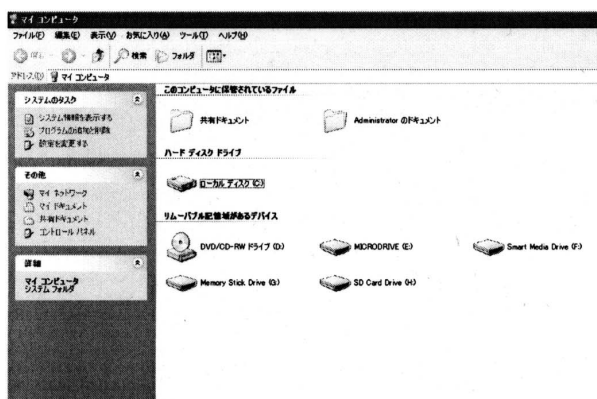 マイ コンピュータ
ファイル(F) 編集(E) 表示(V) お気に入り(A) ツール(T) ヘルプ(H)
戻る 検索 フォルダ
アドレス(D) マイ コンピュータ
システムのタスク
システム情報を表示する
プログラムの追加と削除
設定を変更する
その他
マイ ネットワーク
マイ ドキュメント
共有ドキュメント
コントロール パネル
詳細
マイ コンピュータ
システム フォルダ
このコンピュータに保管されているファイル
共有ドキュメント
Administrator のドキュメント
ハード ディスク ドライブ
ローカル ディスク (C:)
リムーバブル記憶域があるデバイス
DVD/CD-RW ドライブ (D:)
MICRODRIVE (E:)
Smart Media Drive (F:)
Memory Stick Drive (G:)
SD Card Drive (H:)